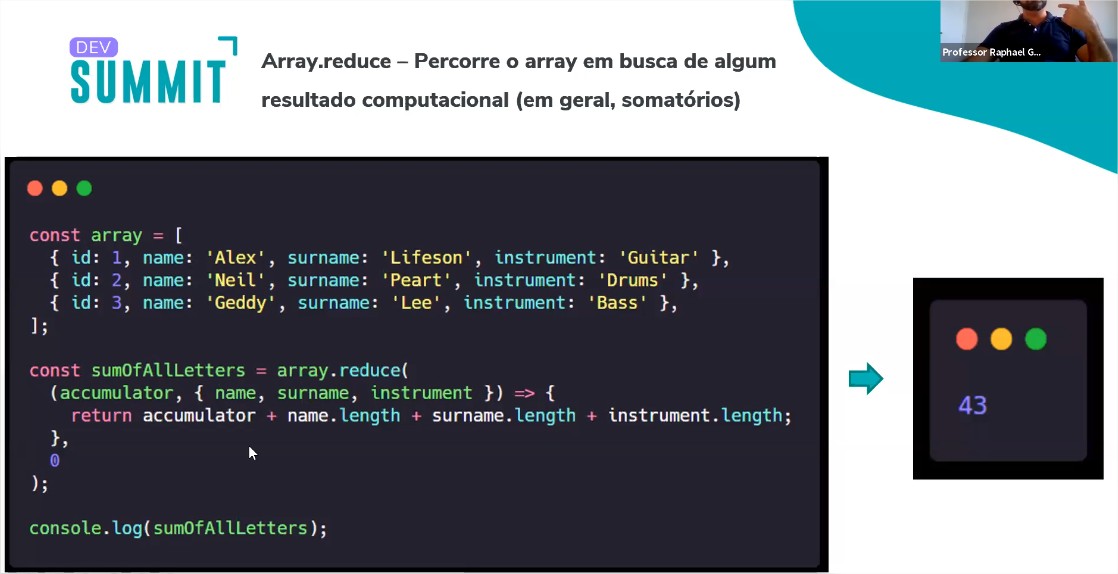 DEV
SUMMIT
Array.reduce – Percorre o array em busca de algum
resultado computacional (em geral, somatórios)
Professor Raphael G...
const array = [
  { id: 1, name: 'Alex', surname: 'Lifeson', instrument: 'Guitar' },
  { id: 2, name: 'Neil', surname: 'Peart', instrument: 'Drums' },
  { id: 3, name: 'Geddy', surname: 'Lee', instrument: 'Bass' },
];
const sumOfAllLetters = array.reduce(
  (accumulator, { name, surname, instrument }) => {
    return accumulator + name.length + surname.length + instrument.length;
  },
  0
);
console.log(sumOfAllLetters);
43